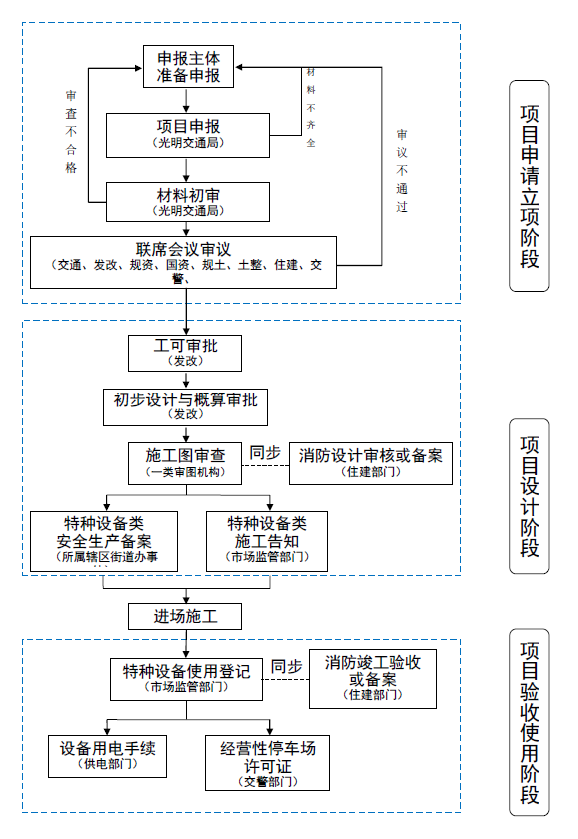 申报主体
准备申报
材料不齐全
审查不合格
项目申报
（光明交通局）
审议不通过
材料初审
（光明交通局）
联席会议审议
（交通、发改、规资、国资、规土、土整、住建、交
警、
项目申请立项阶段
工可审批
（发改）
初步设计与概算审批
（发改）
施工图审查
（一类审图机构）
同步
消防设计审核或备案
（住建部门）
特种设备类
安全生产备案
（所属辖区街道办事
特种设备类
施工告知
（市场监管部门）
项目设计阶段
进场施工
特种设备使用登记
（市场监管部门）
同步
消防竣工验收
或备案
（住建部门）
设备用电手续
（供电部门）
经营性停车场
许可证
（交警部门）
项目验收使用阶段